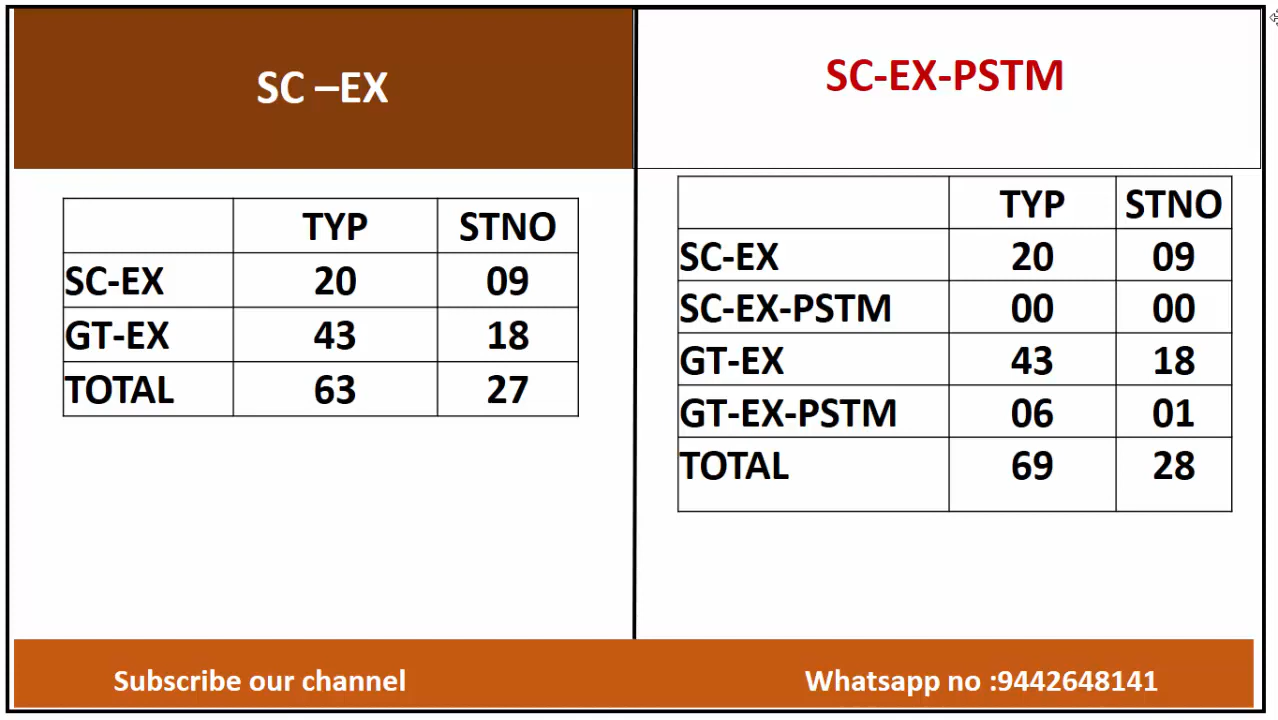 SC –EX
TYP STNO
SC-EX 20 09
GT-EX 43 18
TOTAL 63 27
SC-EX-PSTM
TYP STNO
SC-EX 20 09
SC-EX-PSTM 00 00
GT-EX 43 18
GT-EX-PSTM 06 01
TOTAL 69 28
Subscribe our channel
Whatsapp no :9442648141